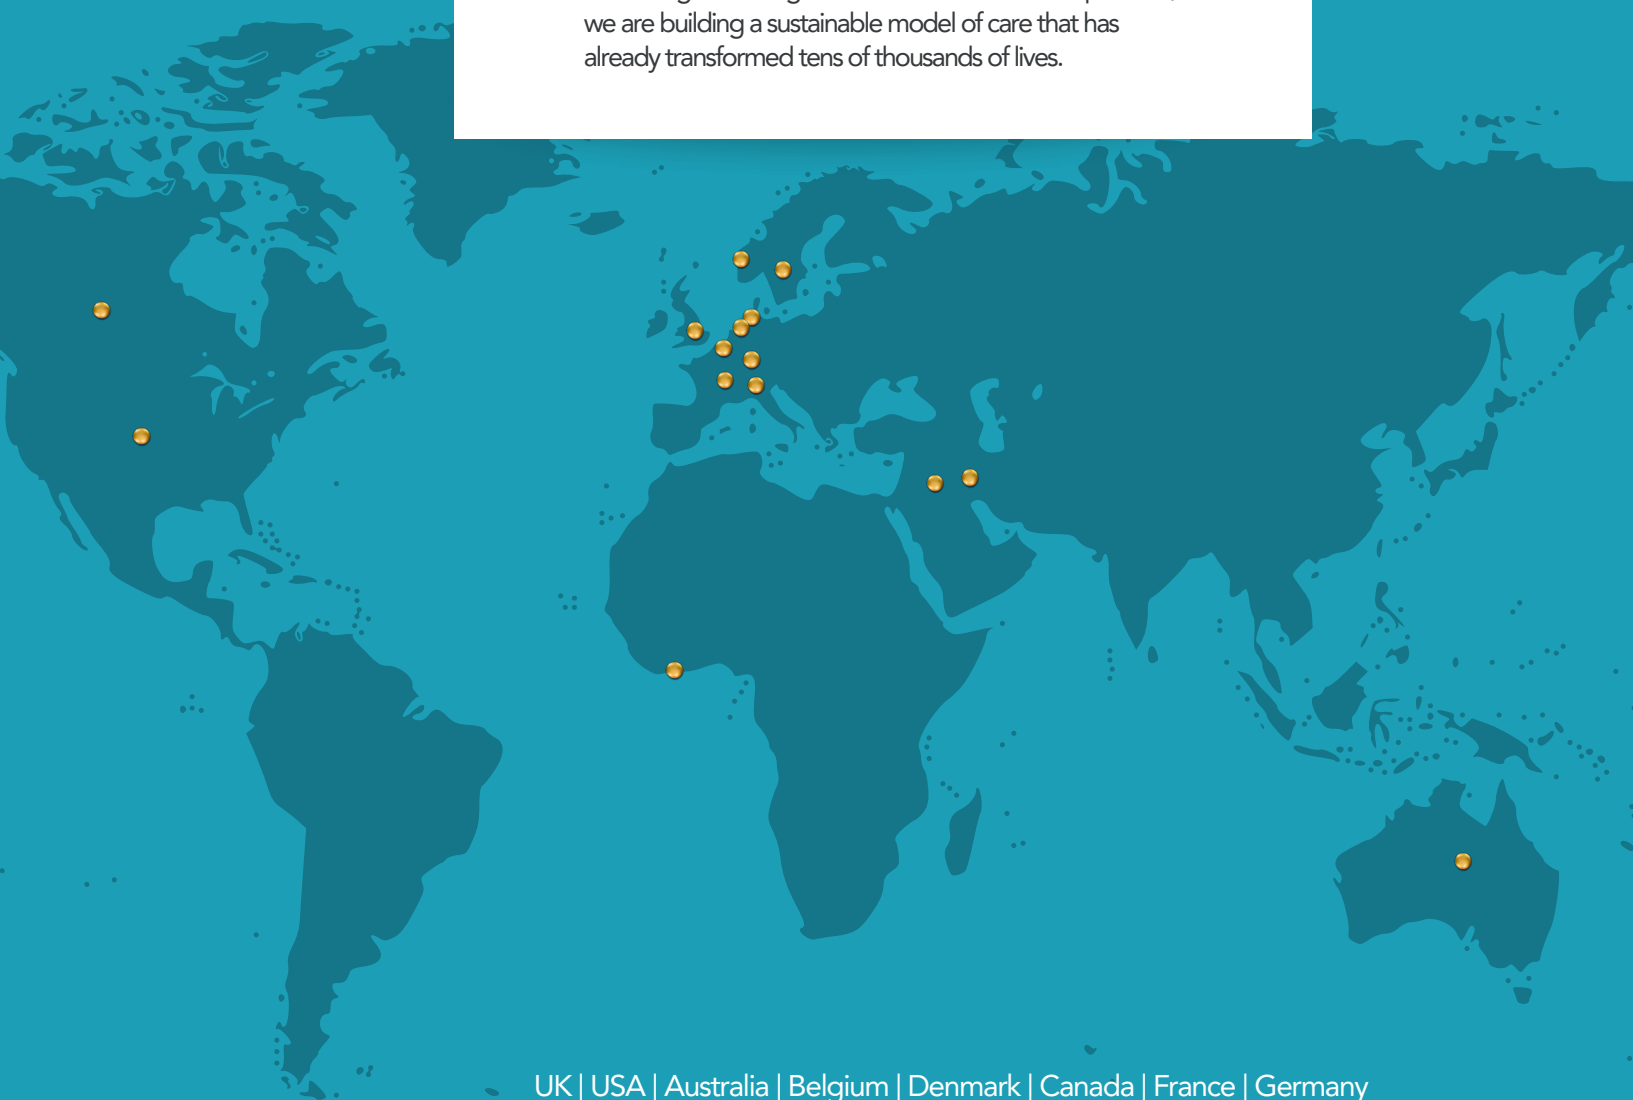 we are building a sustainable model of care that has
already transformed tens of thousands of lives.
UK | USA | Australia | Belgium | Denmark | Canada | France | Germany